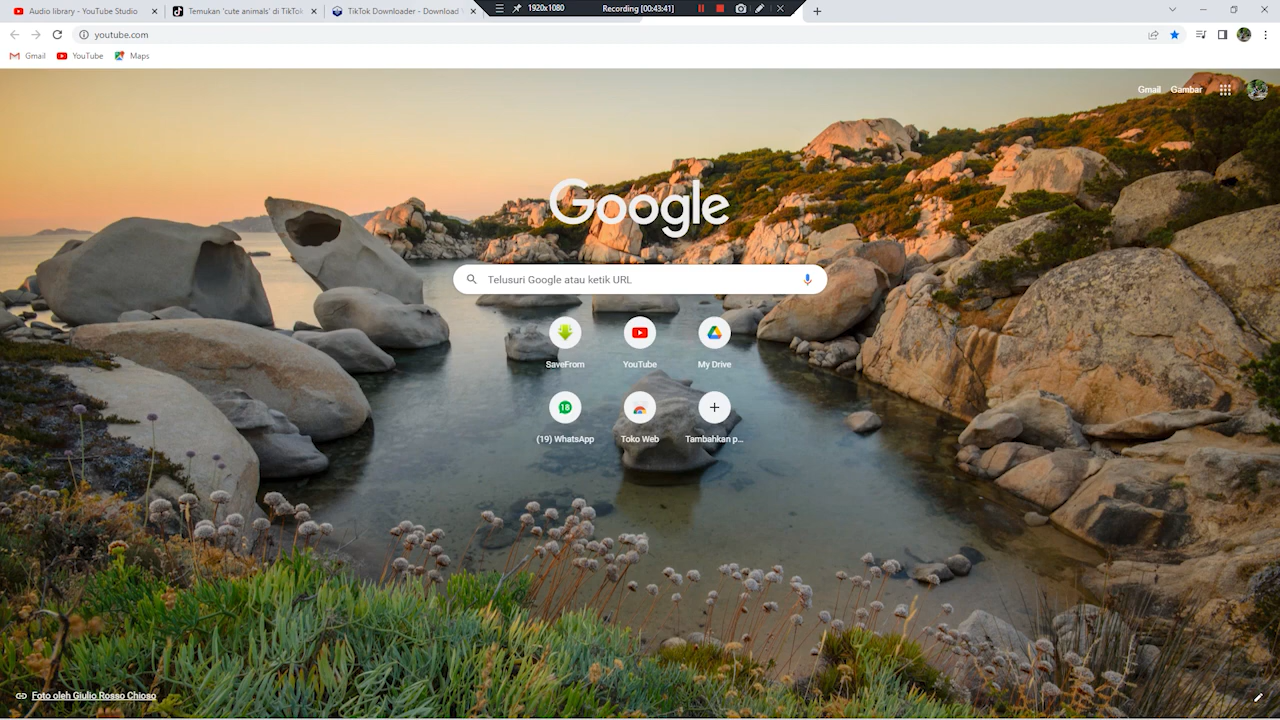 Audio library - YouTube Studio
Temukan 'cute animals' di TikTok
TikTok Downloader - Download
1920x1080
Recording [00:43:41]
youtube.com
Gmail
YouTube
Maps
Gmail
Gambar
Google
Telusuri Google atau ketik URL
SaveFrom
YouTube
My Drive
18
(19) WhatsApp
Toko Web
Tambahkan p...
Foto oleh Giulio Rosso Chioso